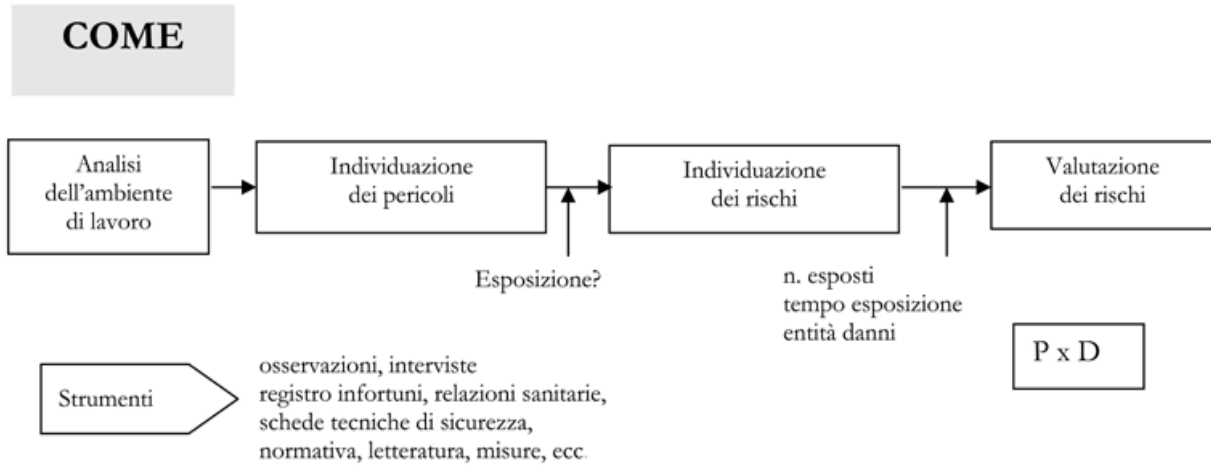 COME
Analisi
dell'ambiente
di lavoro
Individuazione
dei pericoli
Individuazione
dei rischi
Valutazione
dei rischi
Esposizione?
n. esposti
tempo esposizione
entità danni
P x D
Strumenti
osservazioni, interviste
registro infortuni, relazioni sanitarie,
schede tecniche di sicurezza,
normativa, letteratura, misure, ecc.